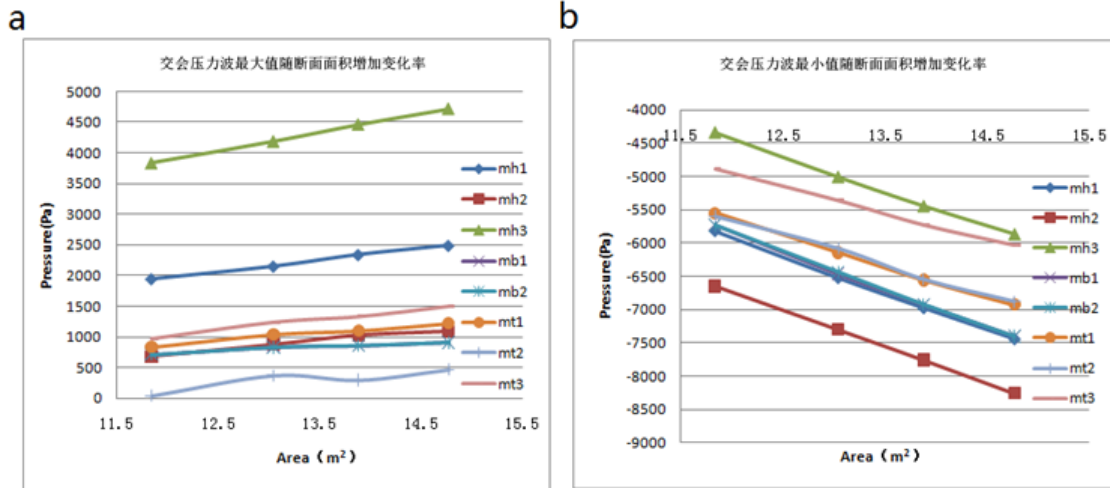 a
交会压力波最大值随断面面积增加变化率
5000
4500
4000
3500
3000
2500
2000
1500
1000
500
0
Pressure(Pa)
11.5 12.5 13.5 14.5 15.5
Area（m²）
mh1
mh2
mh3
mb1
mb2
mt1
mt2
mt3
b
交会压力波最小值随断面面积增加变化率
-4000
-4500
-5000
-5500
-6000
-6500
-7000
-7500
-8000
-8500
-9000
Pressure(Pa)
11.5 12.5 13.5 14.5 15.5
Area（m²）
mh1
mh2
mh3
mb1
mb2
mt1
mt2
mt3